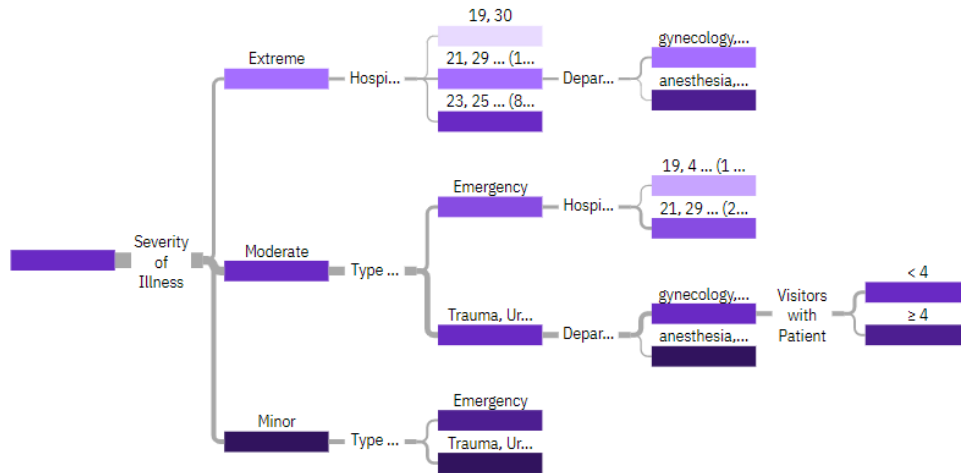 19, 30
Extreme
Hospi...
21, 29 ... (1...
23, 25 ... (8...
Depar...
gynecology,...
anesthesia,...
Severity
of
Illness
Moderate
Type ...
Emergency
Hospi...
19, 4 ... (1 ...
21, 29 ... (2...
Trauma, Ur...
Depar...
gynecology,...
anesthesia,...
Visitors
with
Patient
< 4
≥ 4
Minor
Type ...
Emergency
Trauma, Ur...